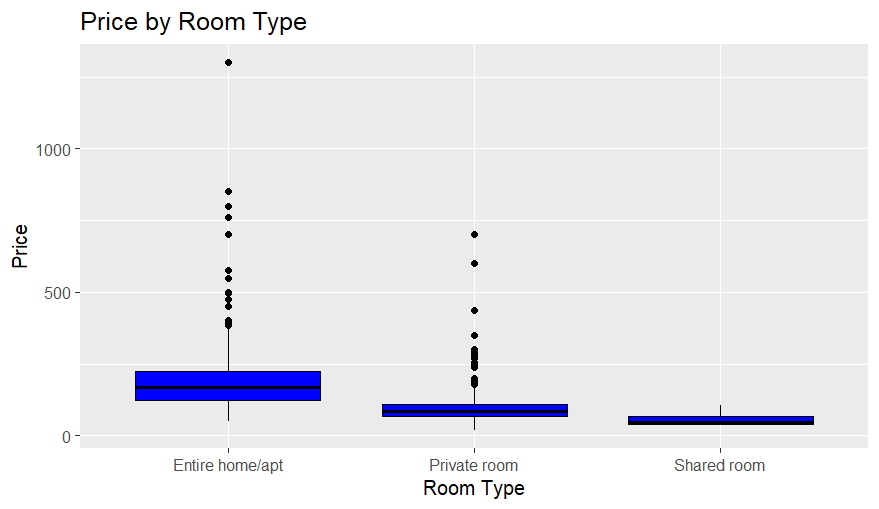 Price by Room Type
1000
500
0
Price
Entire home/apt
Private room
Shared room
Room Type